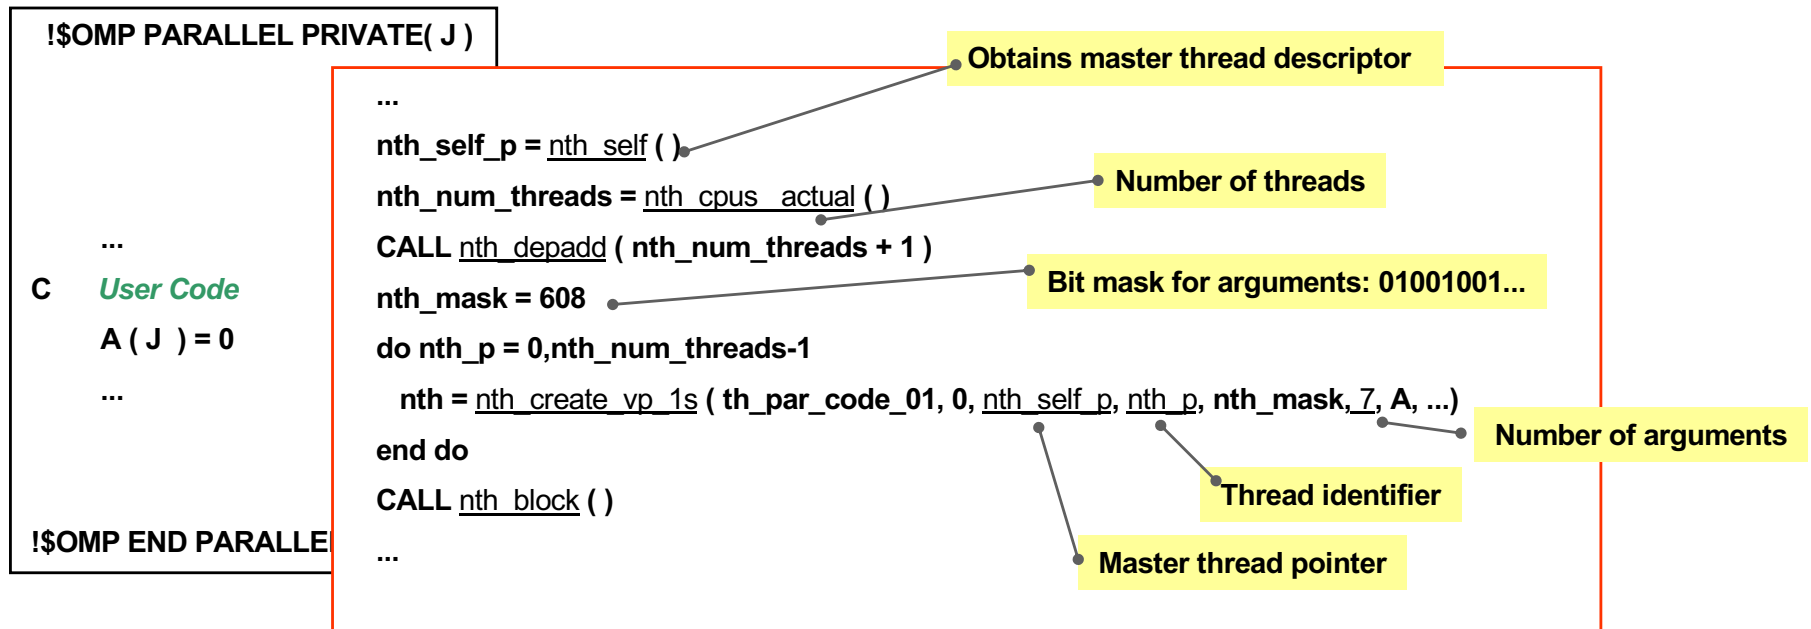 !$OMP PARALLEL PRIVATE( J )
...
C User Code
A ( J ) = 0
...
!$OMP END PARALLE
...
nth_self_p = nth_self ( )
nth_num_threads = nth_cpus_actual ( )
CALL nth_depadd ( nth_num_threads + 1 )
nth_mask = 608
do nth_p = 0,nth_num_threads-1
nth = nth_create_vp_1s ( th_par_code_01, 0, nth_self_p, nth_p, nth_mask, 7, A, ...)
end do
CALL nth_block ( )
...
Obtains master thread descriptor
Number of threads
Bit mask for arguments: 01001001...
Number of arguments
Thread identifier
Master thread pointer